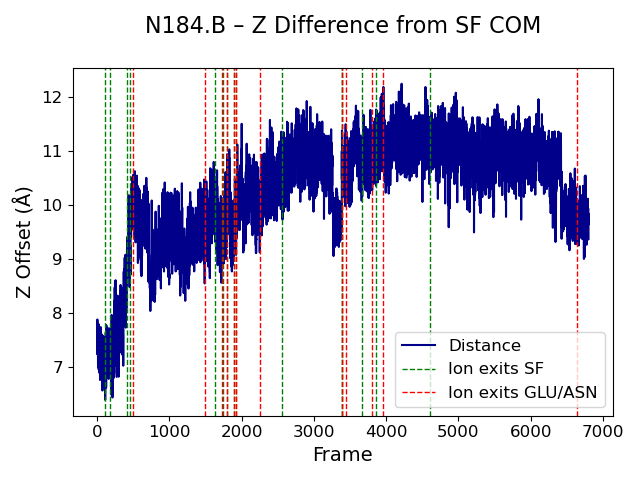 N184.B – Z Difference from SF COM
Z Offset (Å)
12
11
10
9
8
7
Distance
Ion exits SF
Ion exits GLU/ASN
0 1000 2000 3000 4000 5000 6000 7000
Frame